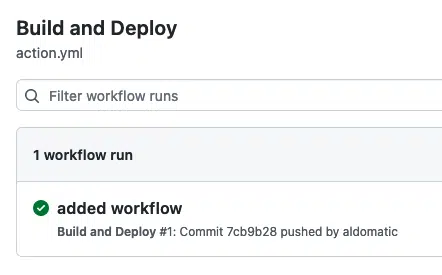 Build and Deploy
action.yml
Filter workflow runs
1 workflow run
added workflow
Build and Deploy #1: Commit 7cb9b28 pushed by aldomatic